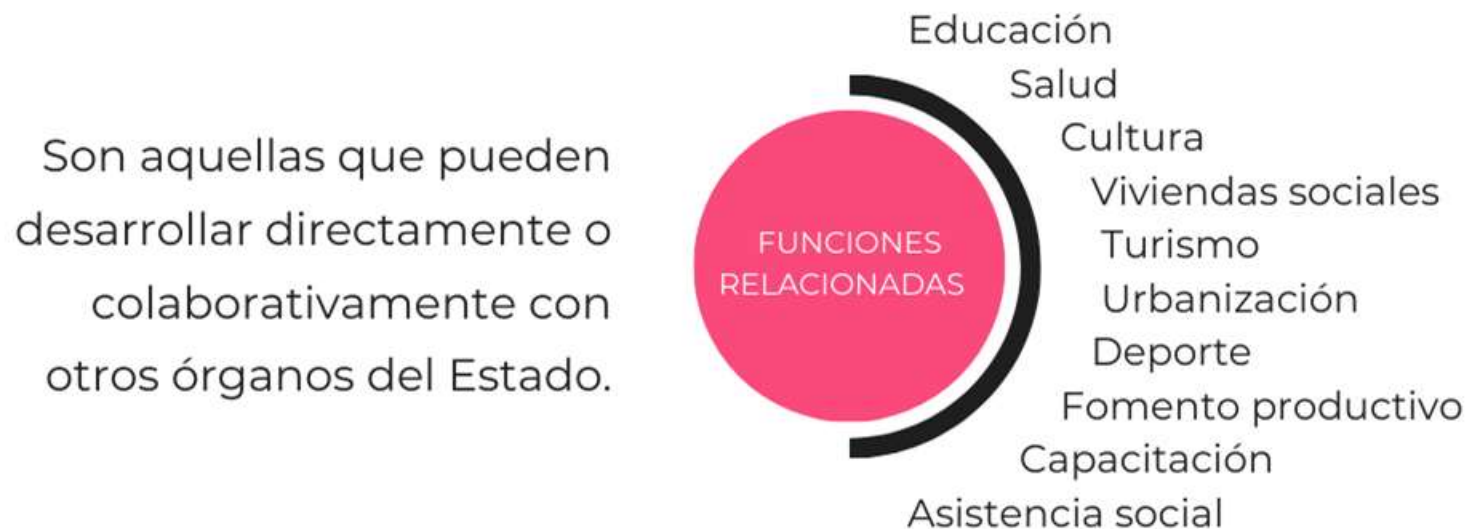 Son aquellas que pueden
desarrollar directamente o
colaborativamente con
otros órganos del Estado.
FUNCIONES
RELACIONADAS
Educación
Salud
Cultura
Viviendas sociales
Turismo
Urbanización
Deporte
Fomento productivo
Capacitación
Asistencia social